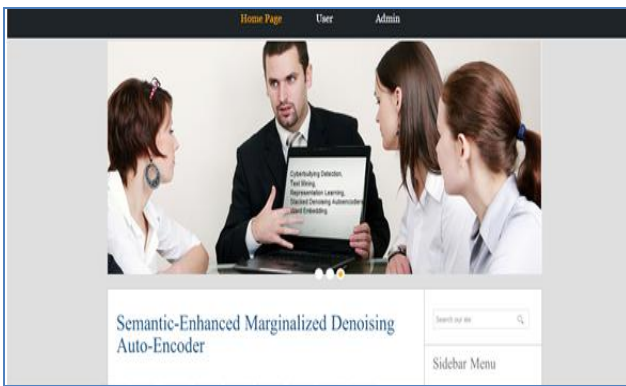 Home Page User Admin
Cyberbullying Detection,
Text Mining,
Representation Learning,
Stacked Denoising Autoencoders
Word Embedding
Semantic-Enhanced Marginalized Denoising
Auto-Encoder
Search our site
Sidebar Menu